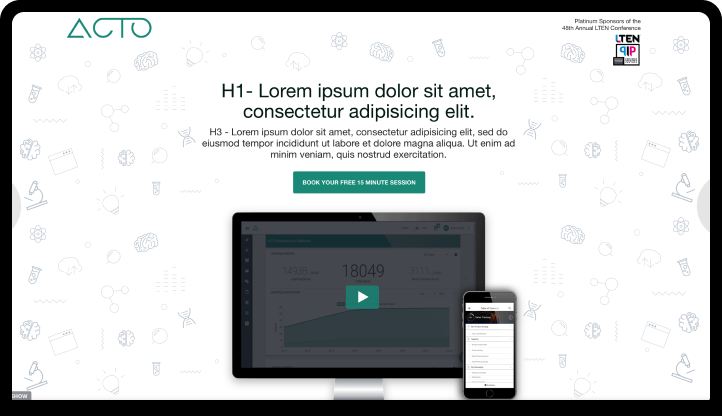 ACTO
Platinum Sponsors of the
48th Annual LTEN Conference
LTEN
H1- Lorem ipsum dolor sit amet,
consectetur adipisicing elit.
H3 - Lorem ipsum dolor sit amet, consectetur adipisicing elit, sed do
eiusmod tempor incididunt ut labore et dolore magna aliqua. Ut enim ad
minim veniam, quis nostrud exercitation.
BOOK YOUR FREE 15 MINUTE SESSION
18049
SHOW